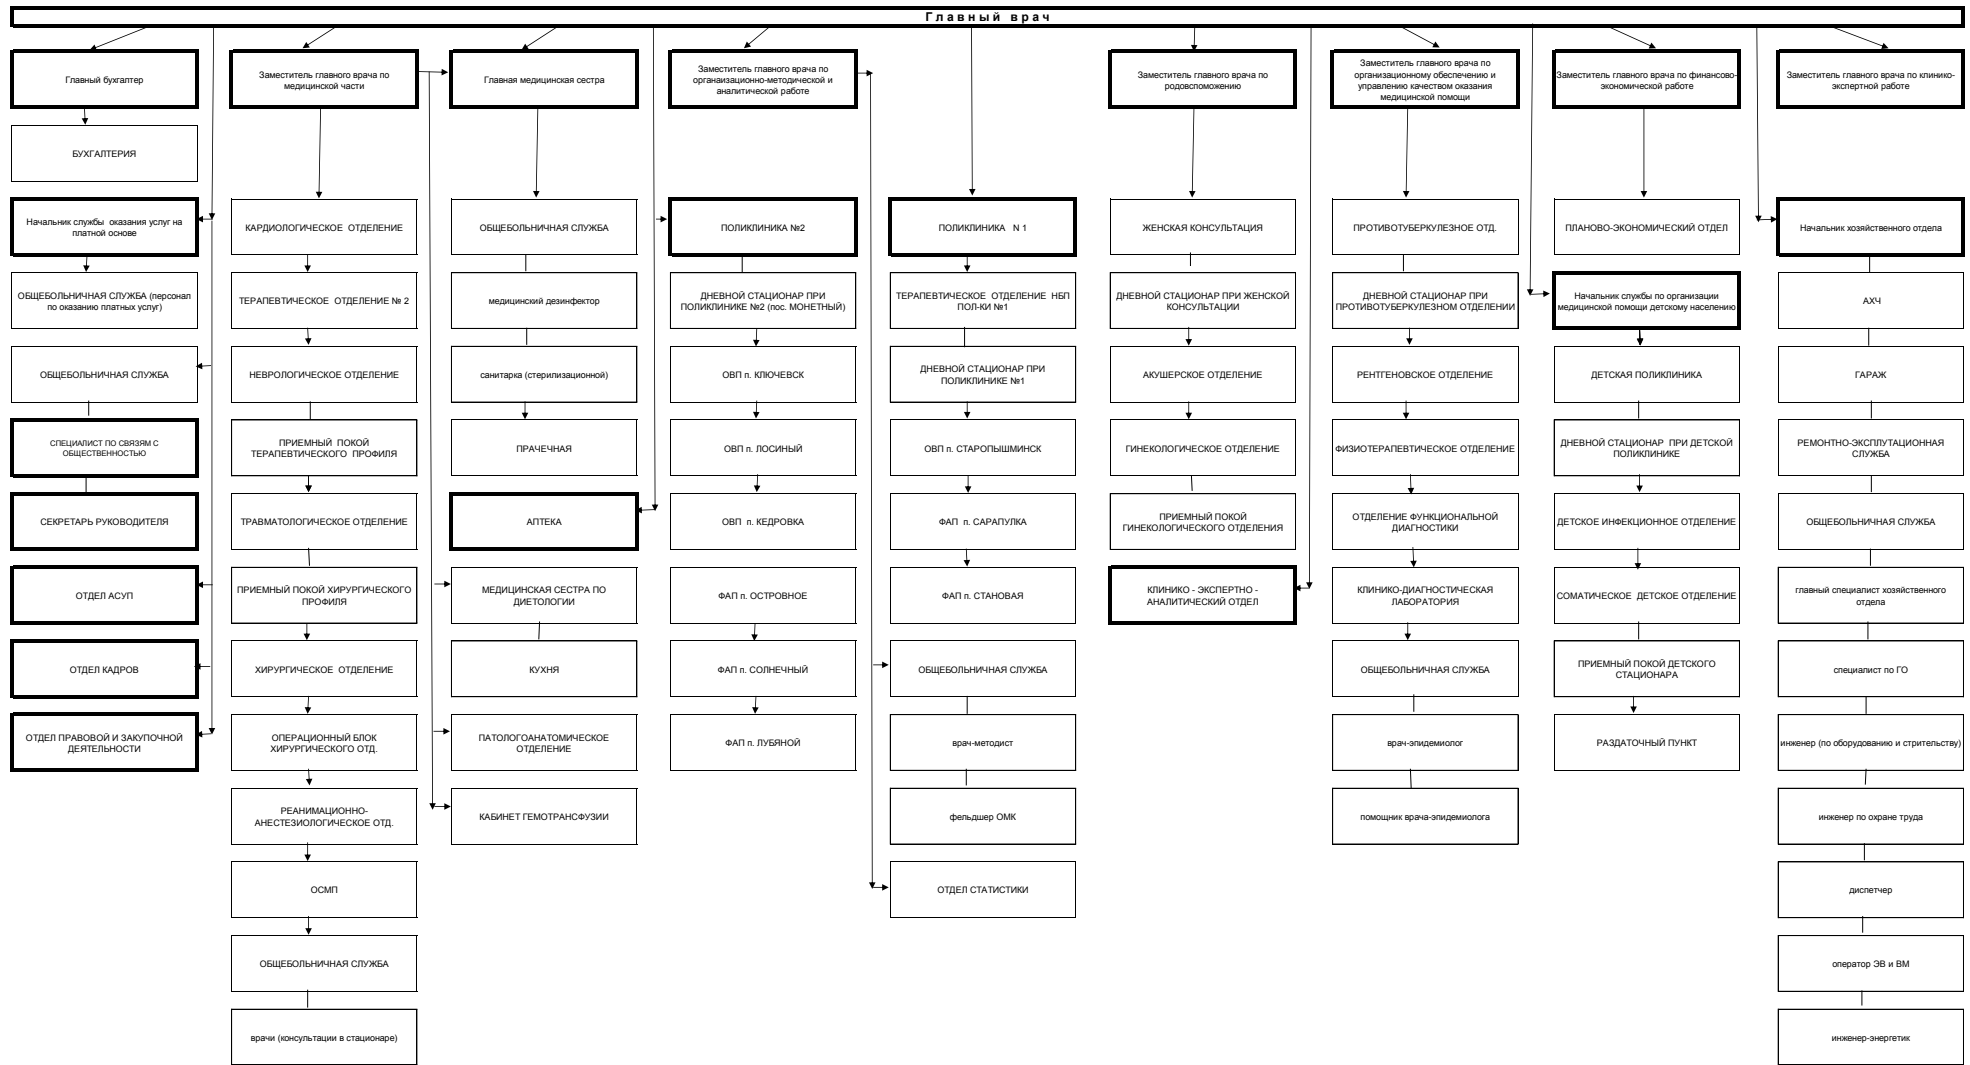 Главный врач
Главный бухгалтер
Заместитель главного врача по
медицинской части
Главная медицинская сестра
Заместитель главного врача по
органаизационно-методической и
аналитической работе
Заместитель главного врача по
родовспоможению
Заместитель главного врача по
организационному обеспечению и
управлению качеством оказания
медицинской помощи
Заместитель главного врача по финансово-
экономической работе
Заместитель главного врача по клинико-
экспертной работе
БУХГАЛТЕРИЯ
Начальник службы оказания услуг на
платной основе
КАРДИОЛОГИЧЕСКОЕ ОТДЕЛЕНИЕ
ОБЩЕБОЛЬНИЧНАЯ СЛУЖБА
ПОЛИКЛИНИКА №2
ПОЛИКЛИНИКА N 1
ЖЕНСКАЯ КОНСУЛЬТАЦИЯ
ПРОТИВОТУБЕРКУЛЕЗНОЕ ОТД.
ПЛАНОВО-ЭКОНОМИЧЕСКИЙ ОТДЕЛ
Начальник хозяйственного отдела
ОБЩЕБОЛЬНИЧНАЯ СЛУЖБА (персонал
по оказанию платных услуг)
ТЕРАПЕВТИЧЕСКОЕ ОТДЕЛЕНИЕ № 2
медицинский дезинфектор
ДНЕВНОЙ СТАЦИОНАР ПРИ
ПОЛИКЛИНИКЕ №2 (пос. МОНЕТНЫЙ)
ТЕРАПЕВТИЧЕСКОЕ ОТДЕЛЕНИЕ НБП
ПОЛ-КИ №1
ДНЕВНОЙ СТАЦИОНАР ПРИ ЖЕНСКОЙ
КОНСУЛЬТАЦИИ
ДНЕВНОЙ СТАЦИОНАР ПРИ
ПРОТИВОТУБЕРКУЛЕЗНОМ ОТДЕЛЕНИИ
Начальник службы по организации
медицинской помощи детскому населению
АХЧ
ОБЩЕБОЛЬНИЧНАЯ СЛУЖБА
НЕВРОЛОГИЧЕСКОЕ ОТДЕЛЕНИЕ
санитарка (стерилизационной)
ОВП п. КЛЮЧЕВСК
ДНЕВНОЙ СТАЦИОНАР ПРИ
ПОЛИКЛИНИКЕ №1
АКУШЕРСКОЕ ОТДЕЛЕНИЕ
РЕНТГЕНОВСКОЕ ОТДЕЛЕНИЕ
ДЕТСКАЯ ПОЛИКЛИНИКА
ГАРАЖ
СПЕЦИАЛИСТ ПО СВЯЗЯМ С
ОБЩЕСТВЕННОСТЬЮ
ПРИЕМНЫЙ ПОКОЙ
ТЕРАПЕВТИЧЕСКОГО ПРОФИЛЯ
ПРАЧЕЧНАЯ
ОВП п. ЛОСИНЫЙ
ОВП п. СТАРОПЫШМИНСК
ГИНЕКОЛОГИЧЕСКОЕ ОТДЕЛЕНИЕ
ФИЗИОТЕРАПЕВТИЧЕСКОЕ ОТДЕЛЕНИЕ
ДНЕВНОЙ СТАЦИОНАР ПРИ ДЕТСКОЙ
ПОЛИКЛИНИКЕ
РЕМОНТНО-ЭКСПЛУТАЦИОННАЯ
СЛУЖБА
СЕКРЕТАРЬ РУКОВОДИТЕЛЯ
ТРАВМАТОЛОГИЧЕСКОЕ ОТДЕЛЕНИЕ
АПТЕКА
ОВП п. КЕДРОВКА
ФАП п. САРАПУЛКА
ПРИЕМНЫЙ ПОКОЙ
ГИНЕКОЛОГИЧЕСКОГО ОТДЕЛЕНИЯ
ОТДЕЛЕНИЕ ФУНКЦИОНАЛЬНОЙ
ДИАГНОСТИКИ
ДЕТСКОЕ ИНФЕКЦИОННОЕ ОТДЕЛЕНИЕ
ОБЩЕБОЛЬНИЧНАЯ СЛУЖБА
ОТДЕЛ АСУП
ПРИЕМНЫЙ ПОКОЙ ХИРУРГИЧЕСКОГО
ПРОФИЛЯ
МЕДИЦИНСКАЯ СЕСТРА ПО
ДИЕТОЛОГИИ
ФАП п. ОСТРОВНОЕ
ФАП п. СТАНОВАЯ
КЛИНИКО - ЭКСПЕРТНО -
АНАЛИТИЧЕСКИЙ ОТДЕЛ
КЛИНИКО-ДИАГНОСТИЧЕСКАЯ
ЛАБОРАТОРИЯ
СОМАТИЧЕСКОЕ ДЕТСКОЕ ОТДЕЛЕНИЕ
главный специалист хозяйственного
отдела
ОТДЕЛ КАДРОВ
ХИРУРГИЧЕСКОЕ ОТДЕЛЕНИЕ
КУХНЯ
ФАП п. СОЛНЕЧНЫЙ
ОБЩЕБОЛЬНИЧНАЯ СЛУЖБА
ОБЩЕБОЛЬНИЧНАЯ СЛУЖБА
ПРИЕМНЫЙ ПОКОЙ ДЕТСКОГО
СТАЦИОНАРА
специалист по ГО
ОТДЕЛ ПРАВОВОЙ И ЗАКУПОЧНОЙ
ДЕЯТЕЛЬНОСТИ
ОПЕРАЦИОННЫЙ БЛОК
ХИРУРГИЧЕСКОГО ОТД.
ПАТОЛОГОАНАТОМИЧЕСКОЕ
ОТДЕЛЕНИЕ
ФАП п. ЛУБЯНОЙ
врач-методист
врач-эпидемиолог
РАЗДАТОЧНЫЙ ПУНКТ
инженер (по оборудованию и стрительству)
РЕАНИМАЦИОННО-
АНЕСТЕЗИОЛОГИЧЕСКОЕ ОТД.
КАБИНЕТ ГЕМОТРАНСФУЗИИ
фельдшер ОМК
помощник врача-эпидемиолога
инженер по охране труда
ОСМП
ОТДЕЛ СТАТИСТИКИ
диспетчер
ОБЩЕБОЛЬНИЧНАЯ СЛУЖБА
оператор ЭВ и ВМ
врачи (консультации в стационаре)
инженер-энергетик